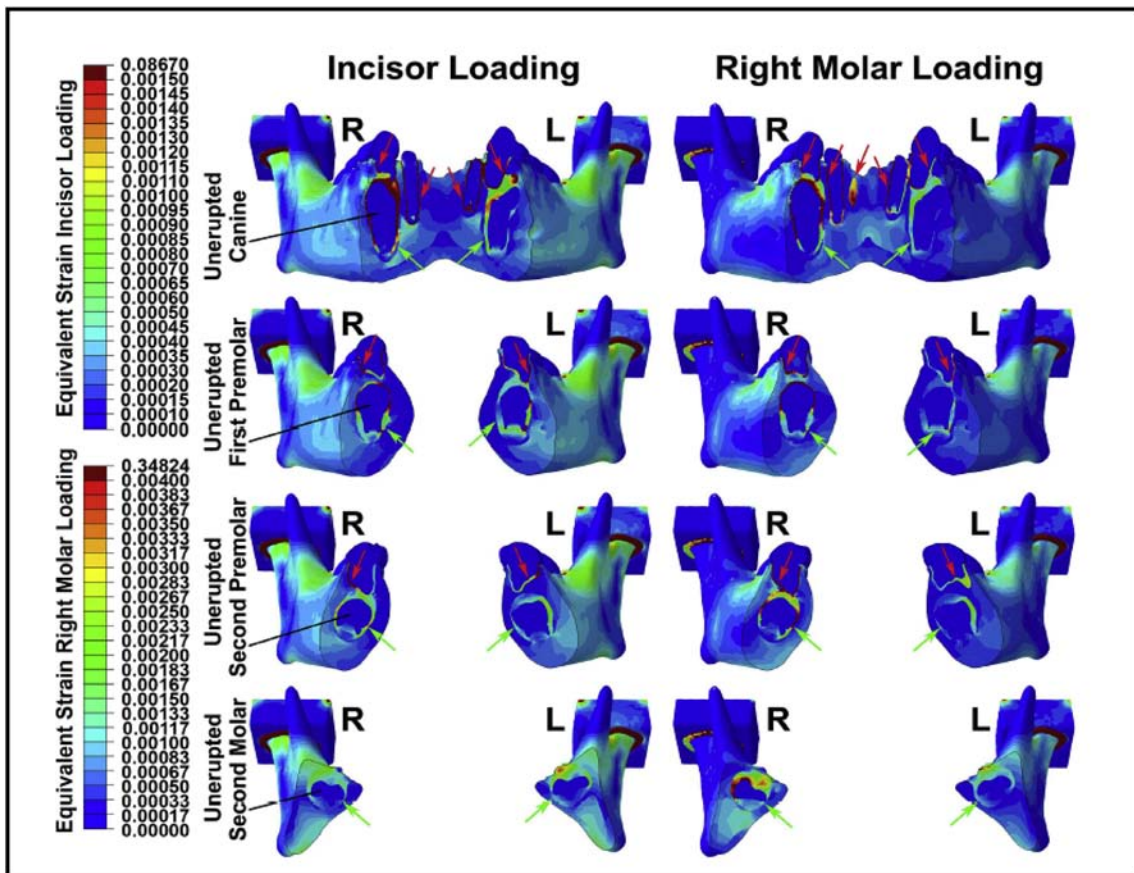 Incisor Loading
Right Molar Loading
Equivalent Strain Incisor Loading
0.08670
0.00150
0.00145
0.00140
0.00135
0.00130
0.00120
0.00115
0.00110
0.00100
0.00095
0.00090
0.00085
0.00080
0.00070
0.00065
0.00060
0.00055
0.00045
0.00040
0.00035
0.00030
0.00020
0.00015
0.00010
0.00005
0.00000
Equivalent Strain Right Molar Loading
0.34824
0.00400
0.00383
0.00367
0.00350
0.00333
0.00317
0.00300
0.00283
0.00267
0.00250
0.00233
0.00217
0.00200
0.00183
0.00167
0.00150
0.00133
0.00117
0.00100
0.00083
0.00067
0.00050
0.00033
0.00017
0.00000
Unerupted
Canine
R
L
R
L
Unerupted
First Premolar
R
L
R
L
Unerupted
Second Premolar
R
L
R
L
Unerupted
Second Molar
R
L
R
L